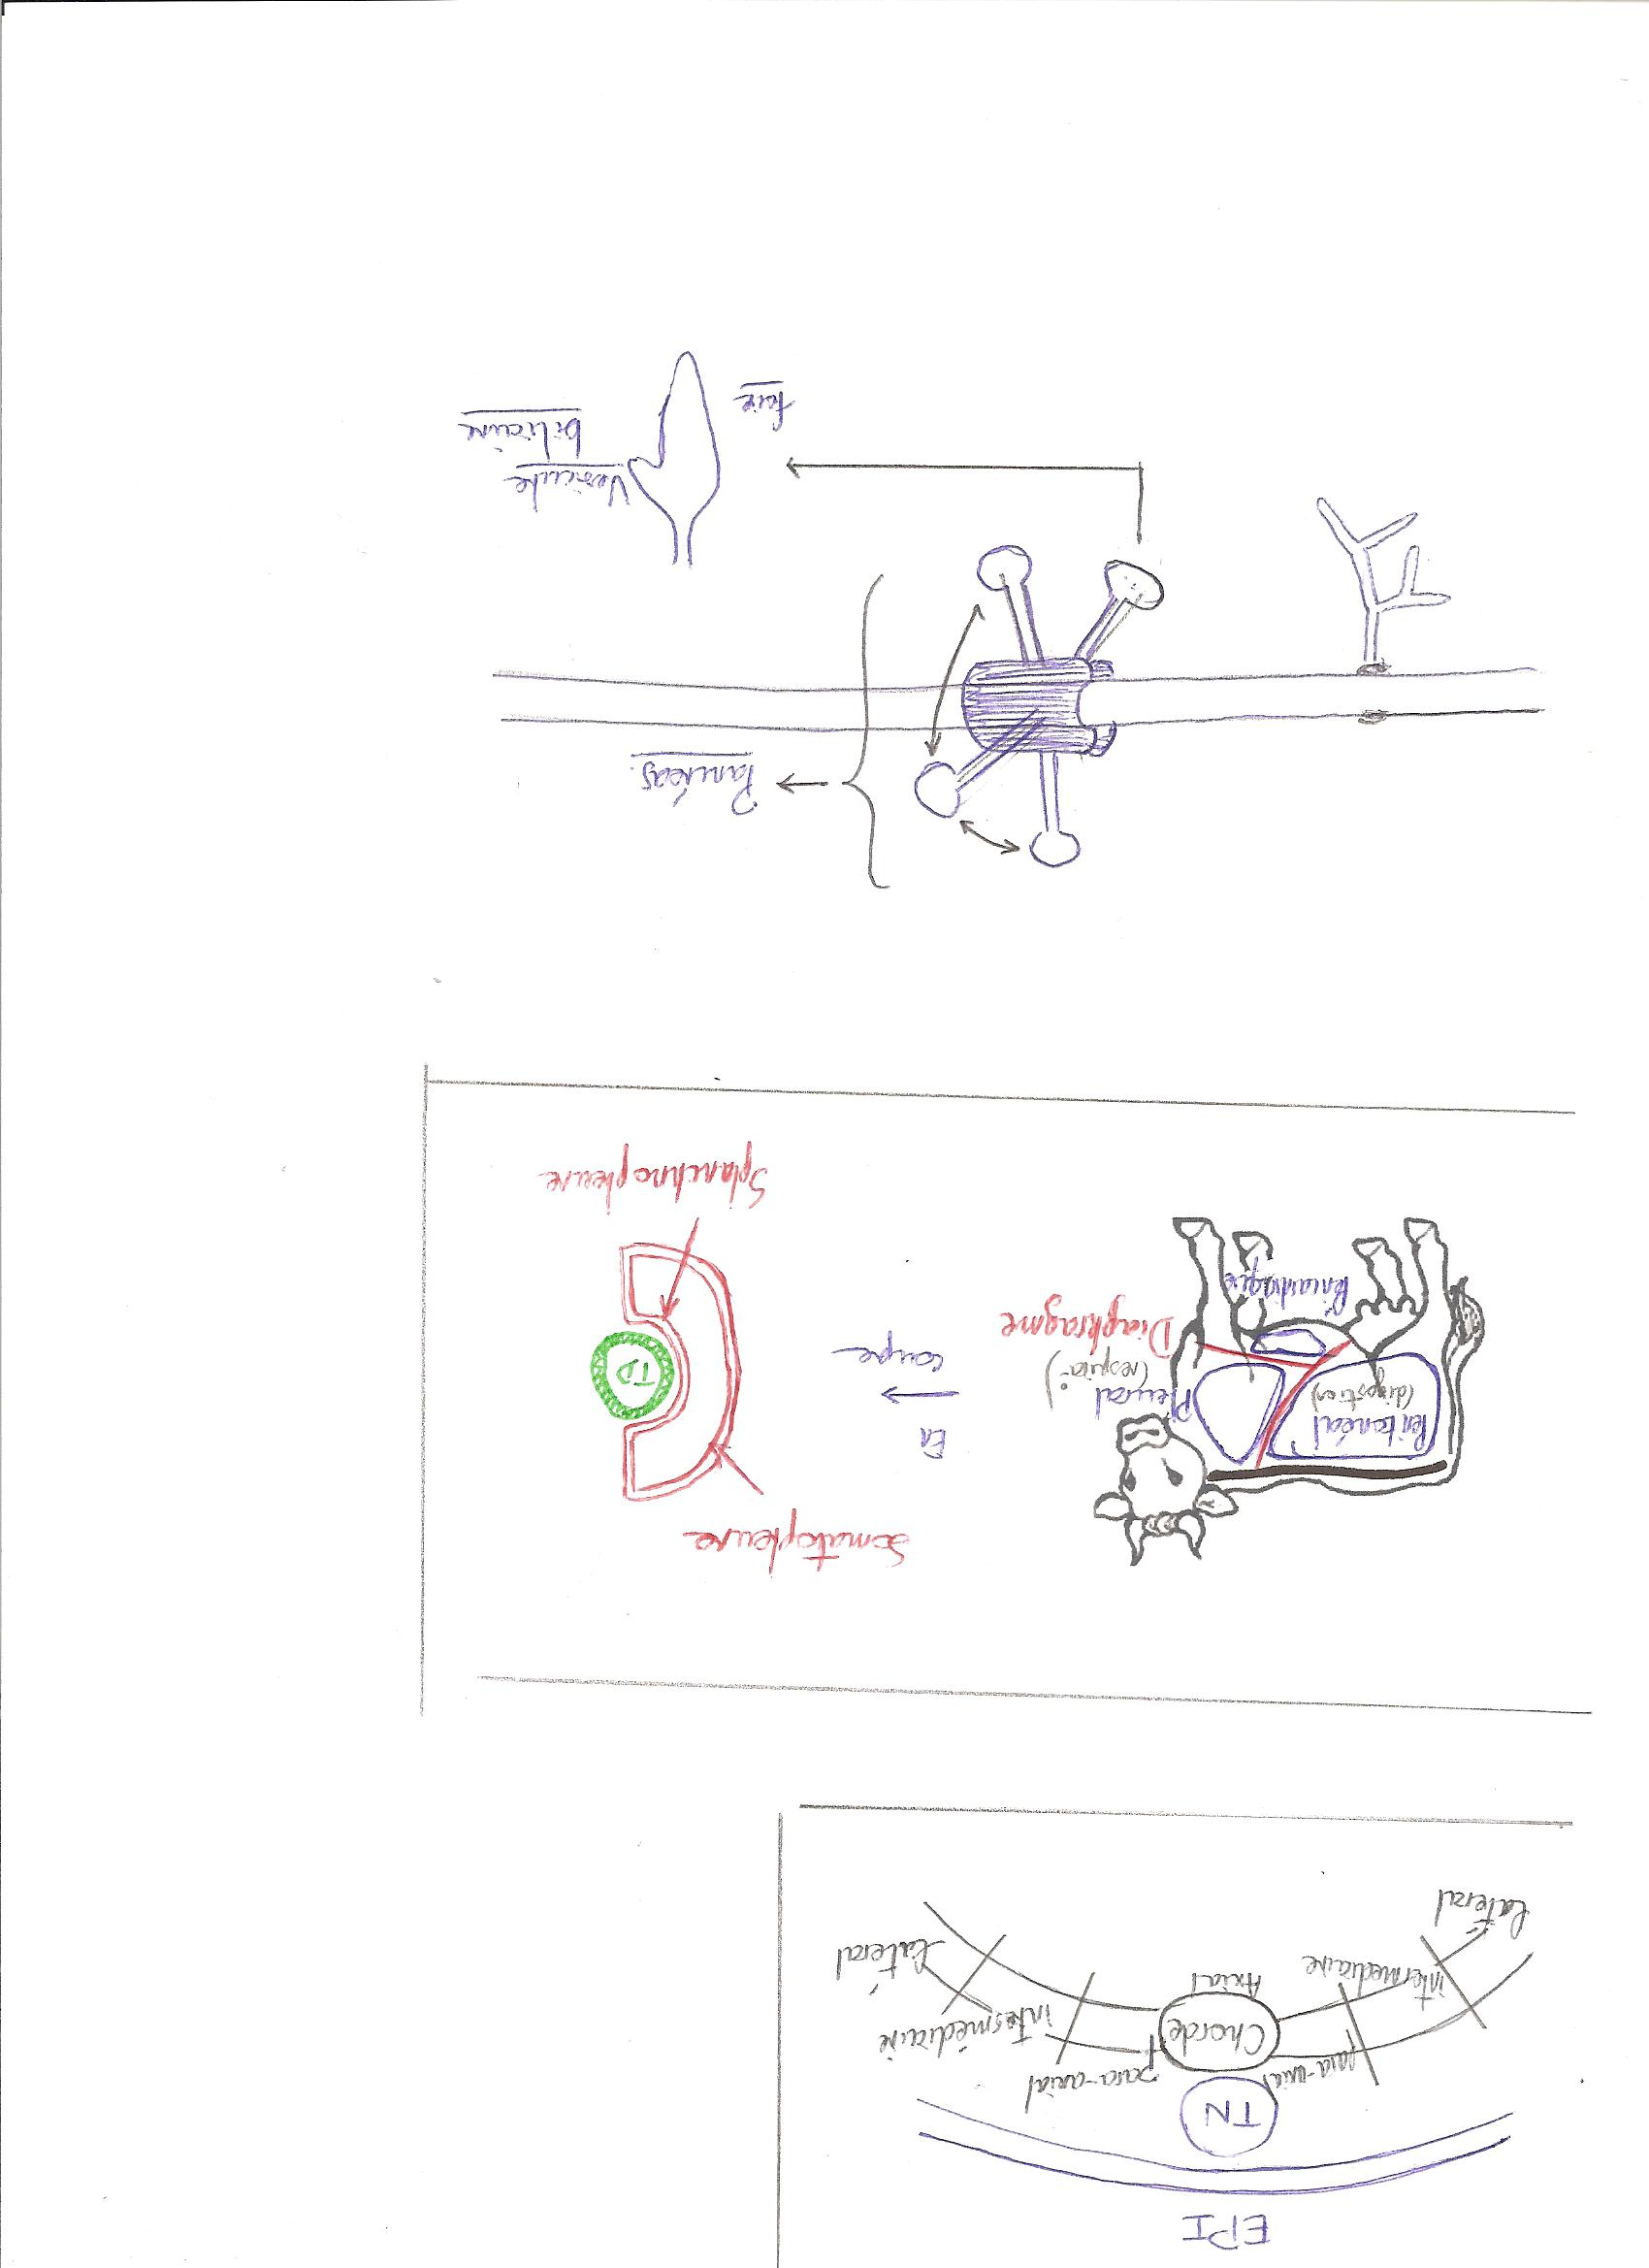 EPI
TN
para-axial
para-axial
Chorde
Axial
intermédiaire
intermédiaire
Latéral
Latéral
Somatopleure
Péritonéal
(digestion)
Pleural
(respirat°)
En
coupe
TD
Diaphragme
Péricardique
Splanchnopleure
Pancréas.
Vésicule
biliaire
foie